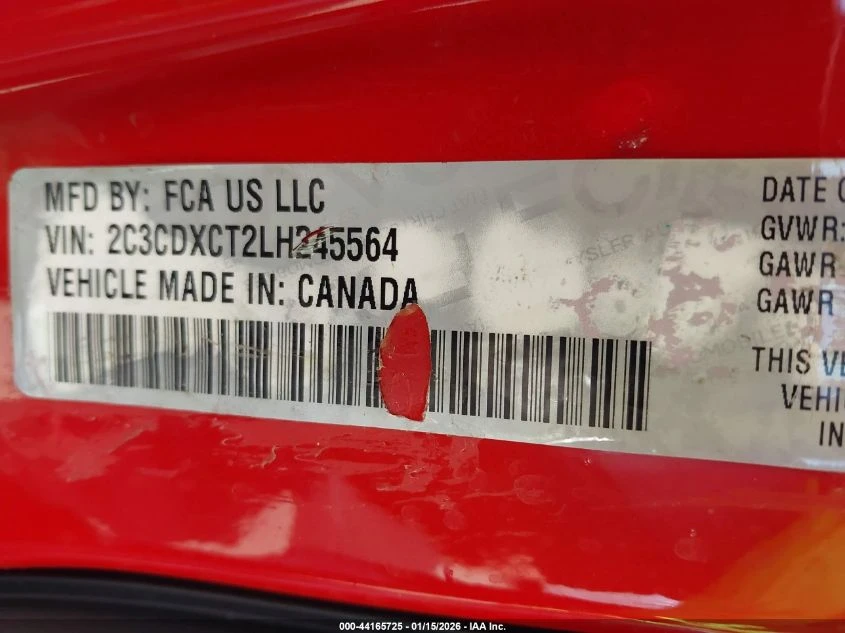 MFD BY: FCA US LLC
VIN: 2C3CDXCT2LH245564
VEHICLE MADE IN: CANADA
DATE O
GVWR:
GAWR
GAWR
THIS VE
VEHI
IN
000-44165725 - 01/15/2026 - IAA Inc.